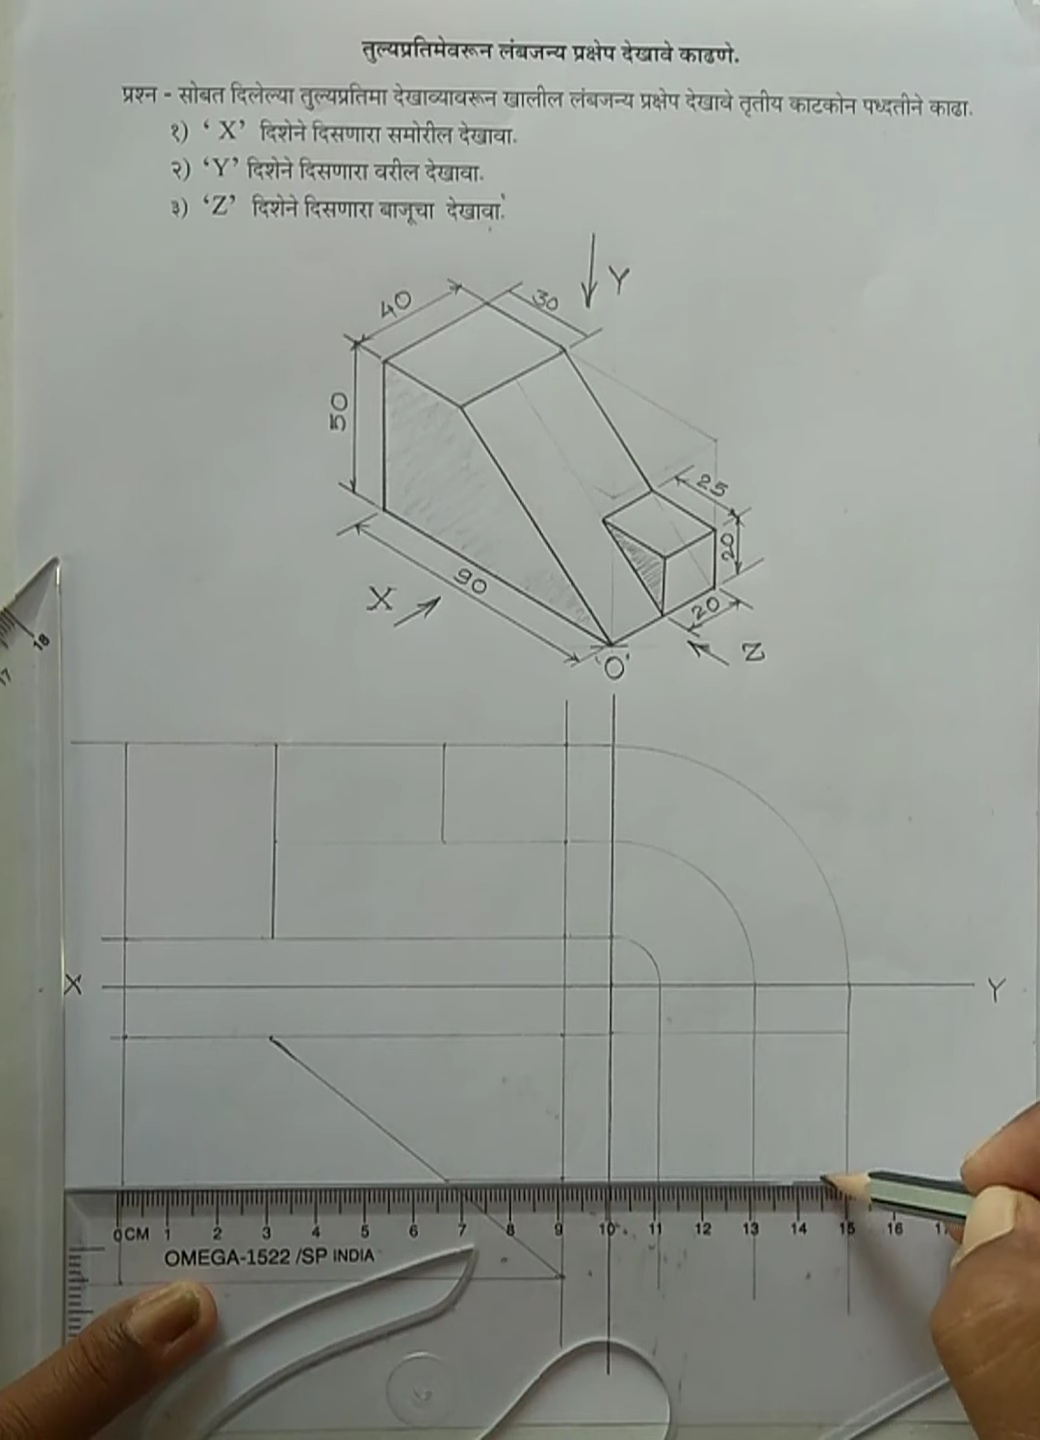 तुल्यप्रतिमेवरून लंबजन्य प्रक्षेप देखावे काढणे.
प्रश्न - सोबत दिलेल्या तुल्यप्रतिमा देखाव्यावरून खालील लंबजन्य प्रक्षेप देखावे तृतीय काटकोन पध्दतीने काढा.
१) ‘ X’ दिशेने दिसणारा समोरील देखावा.
२) ‘Y’ दिशेने दिसणारा वरील देखावा.
३) ‘Z’ दिशेने दिसणारा बाजूचा देखावा.
Y
40
30
50
25
20
90
X
20
Z
'O'
18
17
X
Y
0CM 1 2 3 4 5 6 7 8 9 10 11 12 13 14 15 16
OMEGA-1522 /SP INDIA